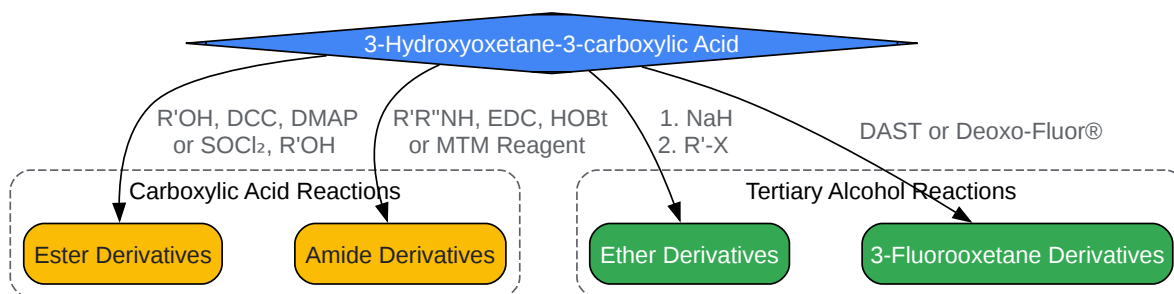 3-Hydroxyoxetane-3-carboxylic Acid
R'OH, DCC, DMAP
or SOCl₂, R'OH
R'R"NH, EDC, HOBt
or MTM Reagent
1. NaH
2. R'-X
DAST or Deoxo-Fluor®
Carboxylic Acid Reactions
Tertiary Alcohol Reactions
Ester Derivatives
Amide Derivatives
Ether Derivatives
3-Fluorooxetane Derivatives